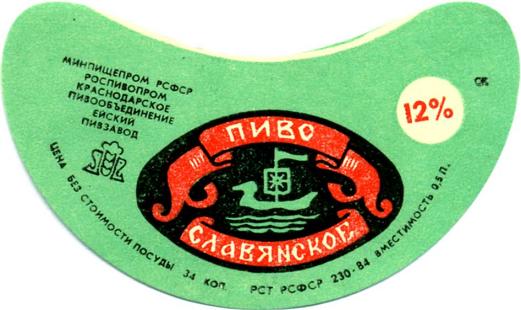 МИНПИЩЕПРОМ РСФСР
РОСПИВОПРОМ
КРАСНОДАРСКОЕ
ПИВООБЪЕДИНЕНИЕ
ЕЙСКИЙ
ПИВЗАВОД
12%
ПИВО
СЛАВЯНСКОЕ
ЦЕНА БЕЗ СТОИМОСТИ ПОСУДЫ 34 КОП. РСТ РСФСР 230-84 ВМЕСТИМОСТЬ 0,5 Л.